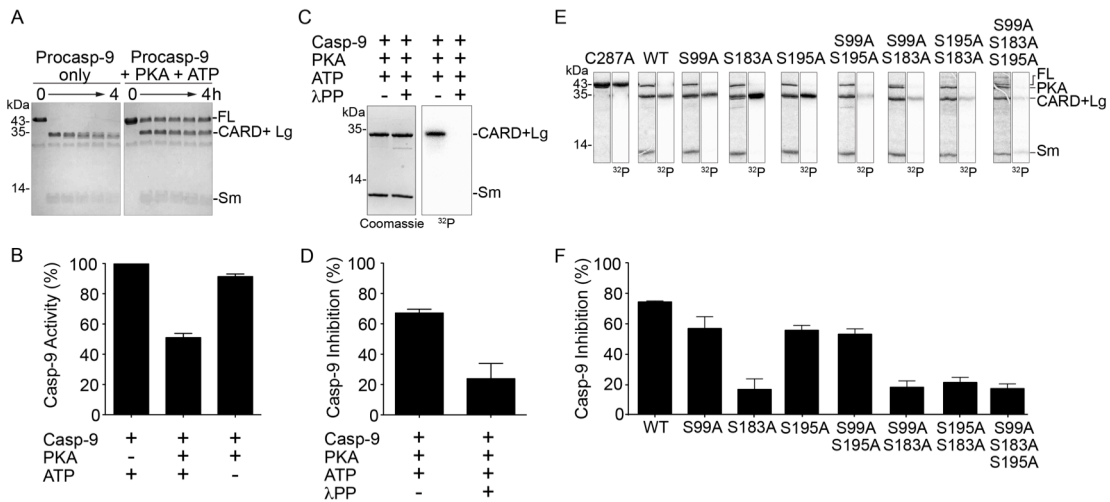 A
Procasp-9 only
Procasp-9 + PKA + ATP
0 4 0 4h
kDa
43-
35-
14-
-FL
-CARD+ Lg
-Sm
B
Casp-9 Activity (%)
100
80
60
40
20
0
Casp-9 + + +
PKA - + +
ATP + + -
C
Casp-9 + + + +
PKA + + + +
ATP + + + +
λPP - + - +
kDa
35-
14-
-CARD+Lg
-Sm
Coomassie ³²P
D
Casp-9 Inhibition (%)
100
80
60
40
20
0
Casp-9 + +
PKA + +
ATP + +
λPP - +
E
C287A WT S99A S183A S195A S99A S195A S99A S183A S195A S183A S99A S183A S195A
kDa
43-
35-
14-
FL
PKA
CARD+Lg
Sm
³²P ³²P ³²P ³²P ³²P ³²P ³²P ³²P ³²P
F
Casp-9 Inhibition (%)
100
80
60
40
20
0
WT S99A S183A S195A S99A S99A S195A S99A
S195A S183A S183A S183A
S195A